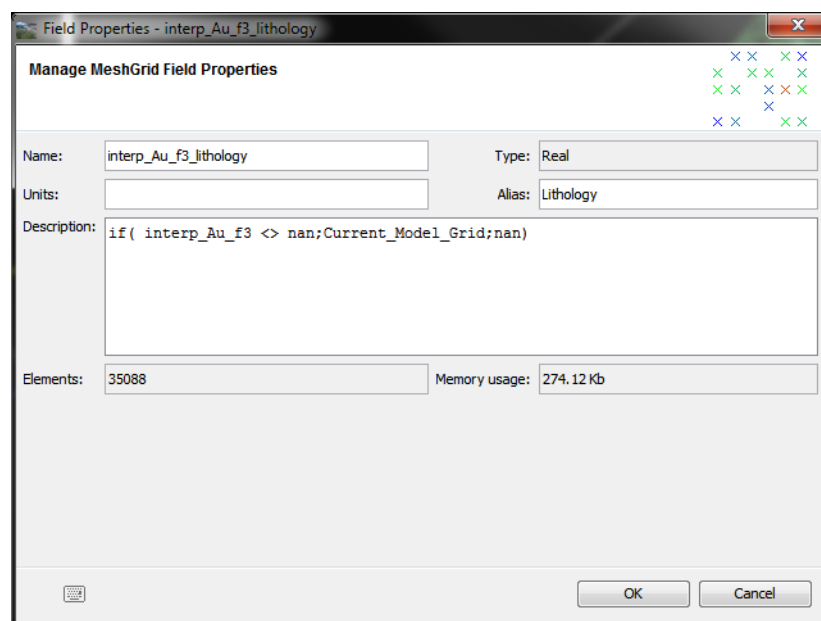 Field Properties - interp_Au_f3_lithology
Manage MeshGrid Field Properties
Name: interp_Au_f3_lithology Type: Real
Units: Alias: Lithology
Description: if( interp_Au_f3 <> nan;Current_Model_Grid;nan)
Elements: 35088 Memory usage: 274.12 Kb
OK Cancel